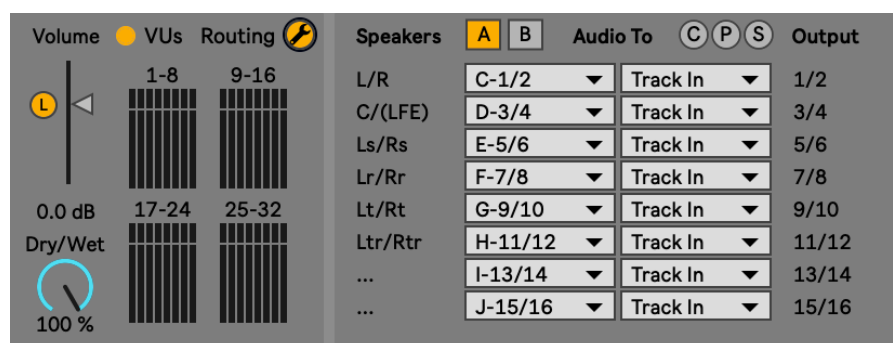 Volume VUs Routing Speakers A B Audio To C P S Output
1-8 9-16
L
0.0 dB 17-24 25-32
Dry/Wet
100 %
L/R C-1/2 Track In 1/2
C/(LFE) D-3/4 Track In 3/4
Ls/Rs E-5/6 Track In 5/6
Lr/Rr F-7/8 Track In 7/8
Lt/Rt G-9/10 Track In 9/10
Ltr/Rtr H-11/12 Track In 11/12
... I-13/14 Track In 13/14
... J-15/16 Track In 15/16